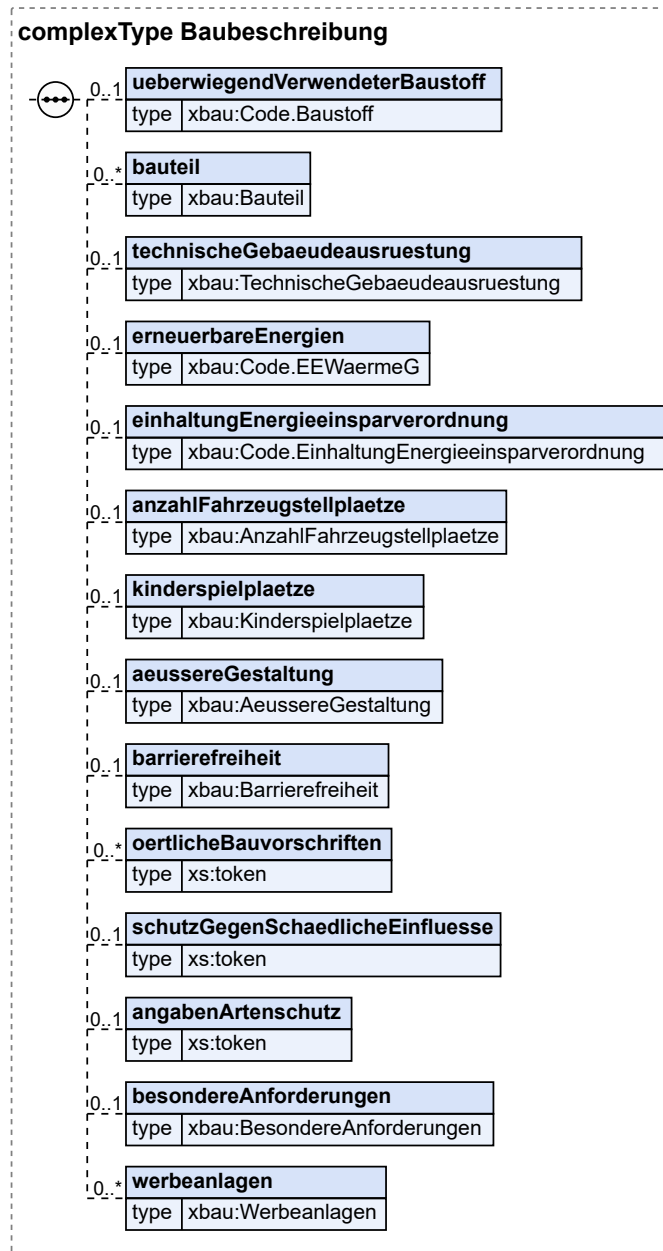 complexType Baubeschreibung
0..1 ueberwiegendVerwendeterBaustoff
type xbau:Code.Baustoff
0..* bauteil
type xbau:Bauteil
0..1 technischeGebaeudeausruestung
type xbau:TechnischeGebaeudeausruestung
0..1 erneuerbareEnergien
type xbau:Code.EEWaermeG
0..1 einhaltungEnergieeinsparverordnung
type xbau:Code.EinhaltungEnergieeinsparverordnung
0..1 anzahlFahrzeugstellplaetze
type xbau:AnzahlFahrzeugstellplaetze
0..1 kinderspielplaetze
type xbau:Kinderspielplaetze
0..1 aeussereGestaltung
type xbau:AeussereGestaltung
0..1 barrierefreiheit
type xbau:Barrierefreiheit
0..* oertlicheBauvorschriften
type xs:token
0..1 schutzGegenSchaedlicheEinfluesse
type xs:token
0..1 angabenArtenschutz
type xs:token
0..1 besondereAnforderungen
type xbau:BesondereAnforderungen
0..* werbeanlagen
type xbau:Werbeanlagen